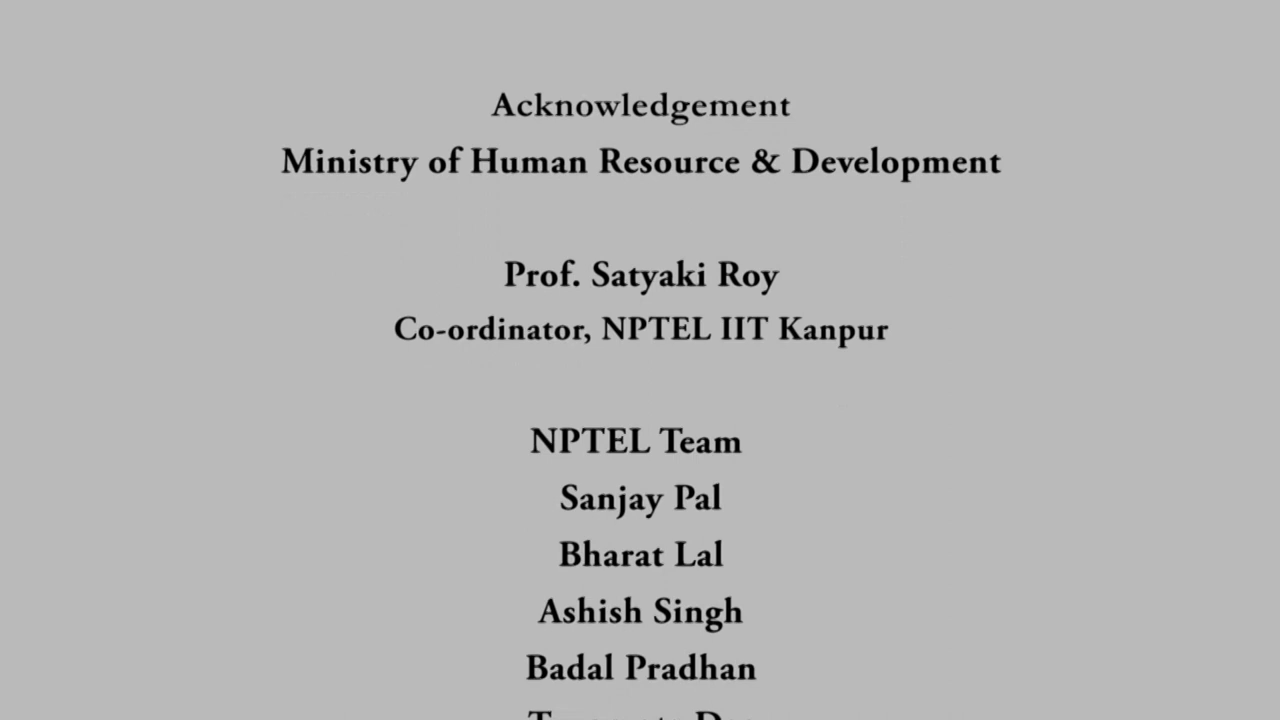 Acknowledgement
Ministry of Human Resource & Development
Prof. Satyaki Roy
Co-ordinator, NPTEL IIT Kanpur
NPTEL Team
Sanjay Pal
Bharat Lal
Ashish Singh
Badal Pradhan